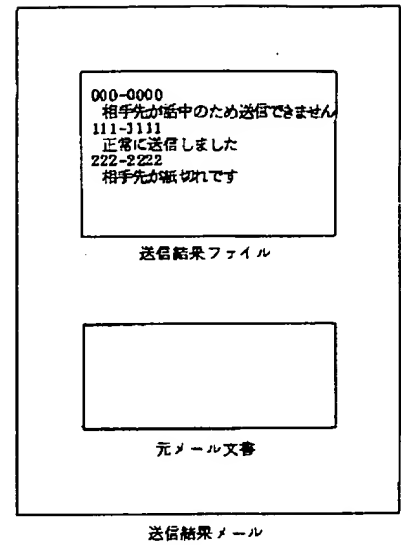 000-0000
相手先が話中のため送信できません
111-1111
正常に送信しました
222-2222
相手先が紙切れです
送信結果ファイル
元メール文書
送信結果メール